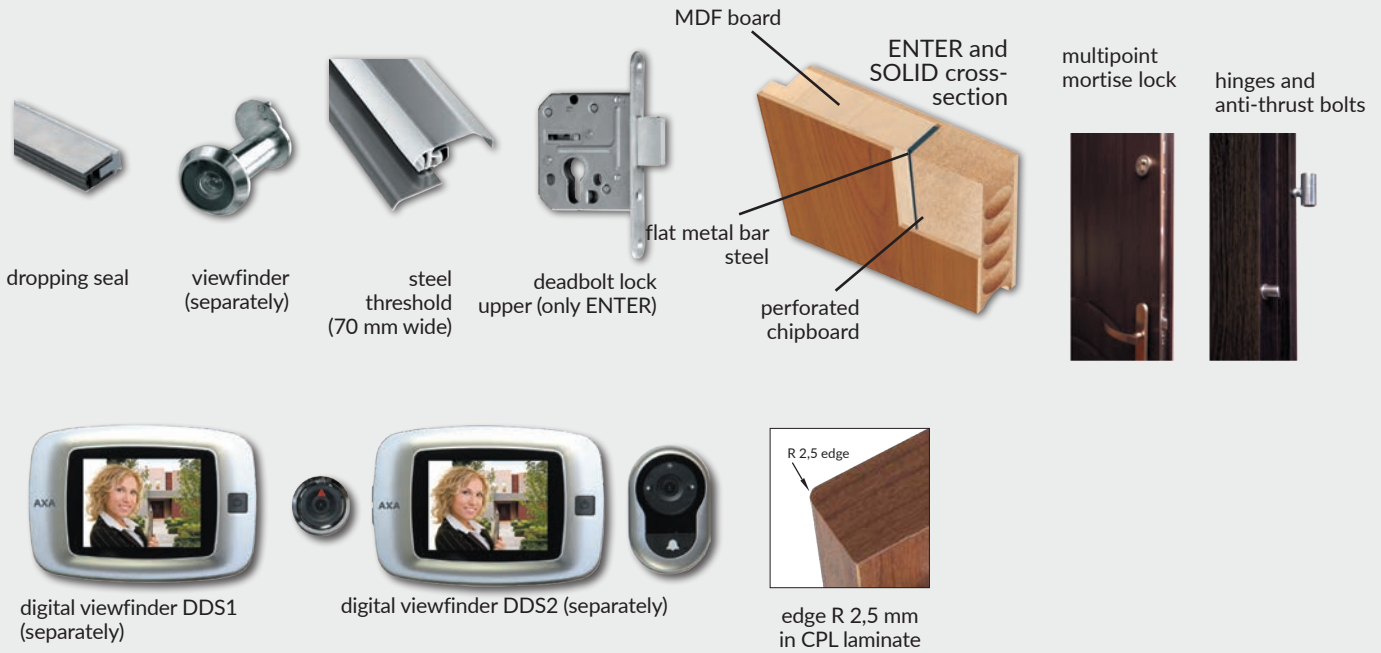 MDF board
ENTER and
SOLID cross-
section
multipoint
mortise lock
hinges and
anti-thrust bolts
flat metal bar
steel
dropping seal
viewfinder
(separately)
steel
threshold
(70 mm wide)
deadbolt lock
upper (only ENTER)
perforated
chipboard
AXA
AXA
R 2,5 edge
digital viewfinder DDS1
(separately)
digital viewfinder DDS2 (separately)
edge R 2,5 mm
in CPL laminate